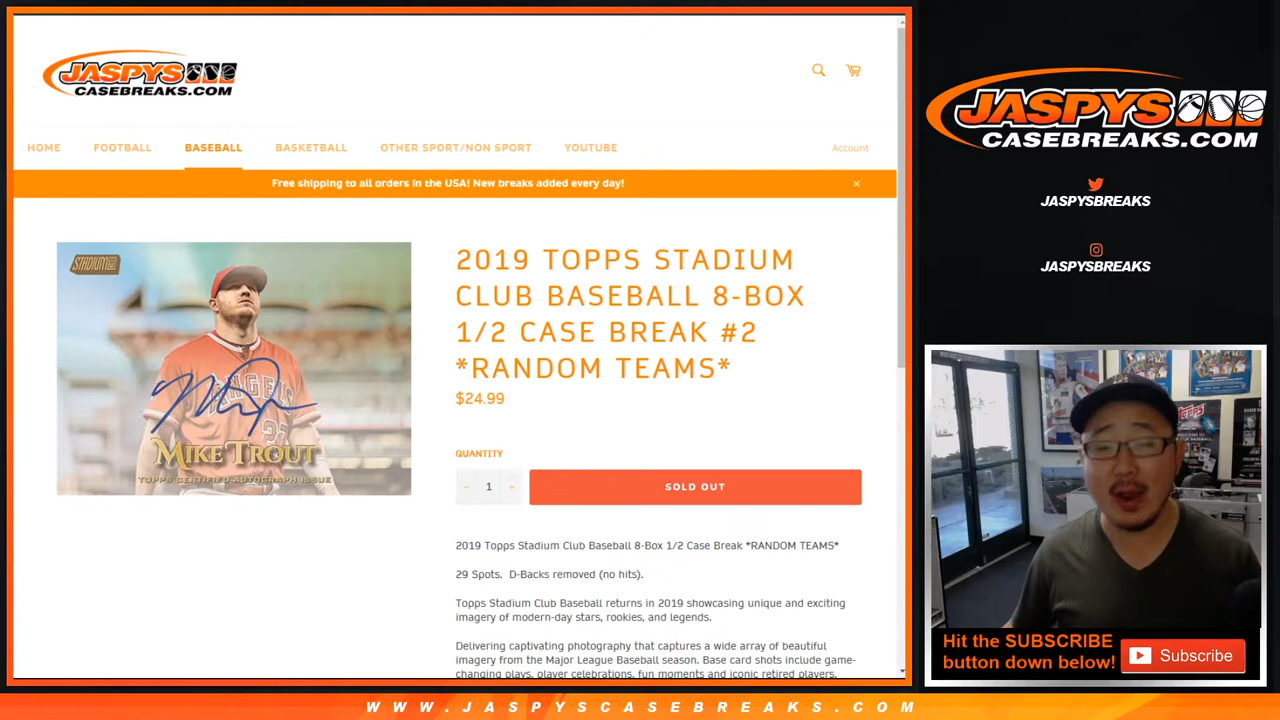 JASPYS
CASEBREAKS.COM
HOME
FOOTBALL
BASEBALL
BASKETBALL
OTHER SPORT/NON SPORT
YOUTUBE
Account
Free shipping to all orders in the USA! New breaks added every day!
STADIUM
ANGELS
27
MIKE TROUT
TOPPS CERTIFIED AUTOGRAPH ISSUE
2019 TOPPS STADIUM
CLUB BASEBALL 8-BOX
1/2 CASE BREAK #2
*RANDOM TEAMS*
$24.99
QUANTITY
− 1 +
SOLD OUT
2019 Topps Stadium Club Baseball 8-Box 1/2 Case Break *RANDOM TEAMS*
29 Spots. D-Backs removed (no hits).
Topps Stadium Club Baseball returns in 2019 showcasing unique and exciting
imagery of modern-day stars, rookies, and legends.
Delivering captivating photography that captures a wide array of beautiful
imagery from the Major League Baseball season. Base card shots include game-
changing plays, player celebrations, fun moments and iconic retired players.
JASPYS
CASEBREAKS.COM
JASPYSBREAKS
JASPYSBREAKS
Topps
Hit the SUBSCRIBE
button down below!
Subscribe
WWW.JASPYSCASEBREAKS.COM